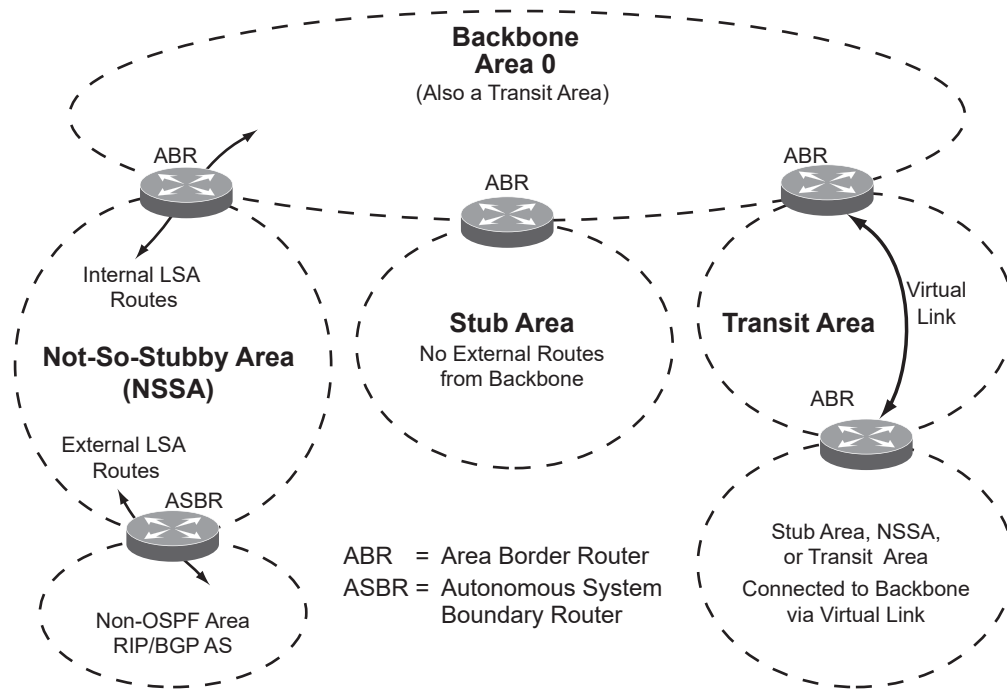 Backbone
Area 0
(Also a Transit Area)
ABR
ABR
ABR
Internal LSA
Routes
Not-So-Stubby Area
(NSSA)
External LSA
Routes
ASBR
Stub Area
No External Routes
from Backbone
Transit Area
Virtual
Link
ABR
Non-OSPF Area
RIP/BGP AS
ABR = Area Border Router
ASBR = Autonomous System
Boundary Router
Stub Area, NSSA,
or Transit Area
Connected to Backbone
via Virtual Link